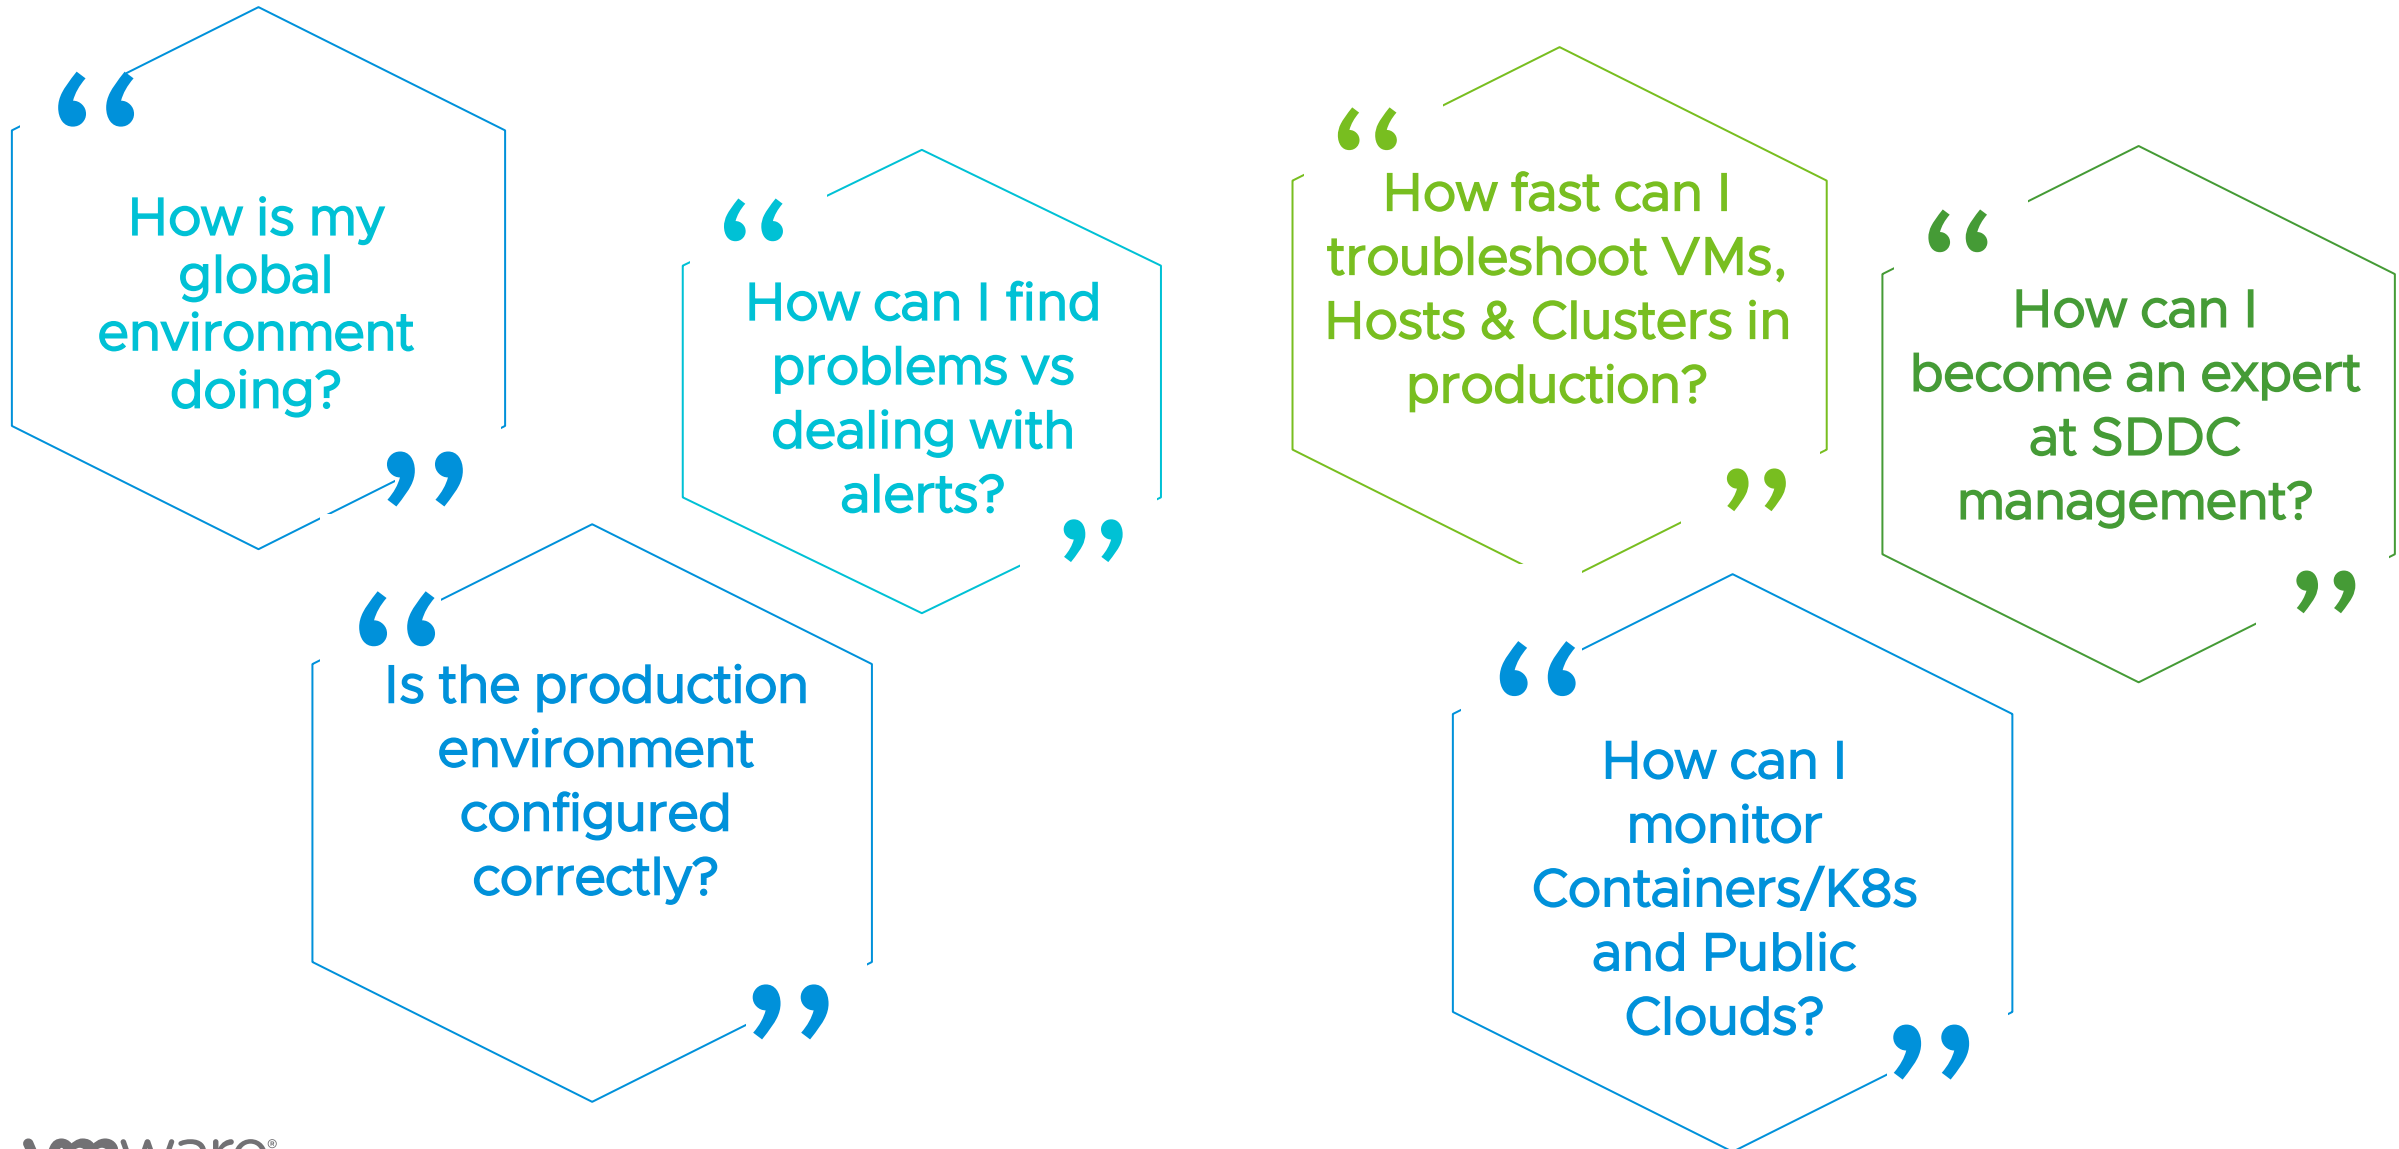 “
How is my
global
environment
doing?
”
“
How can I find
problems vs
dealing with
alerts?
”
“
Is the production
environment
configured
correctly?
”
“
How fast can I
troubleshoot VMs,
Hosts & Clusters in
production?
”
“
How can I
become an expert
at SDDC
management?
”
“
How can I
monitor
Containers/K8s
and Public
Clouds?
”
vmware®